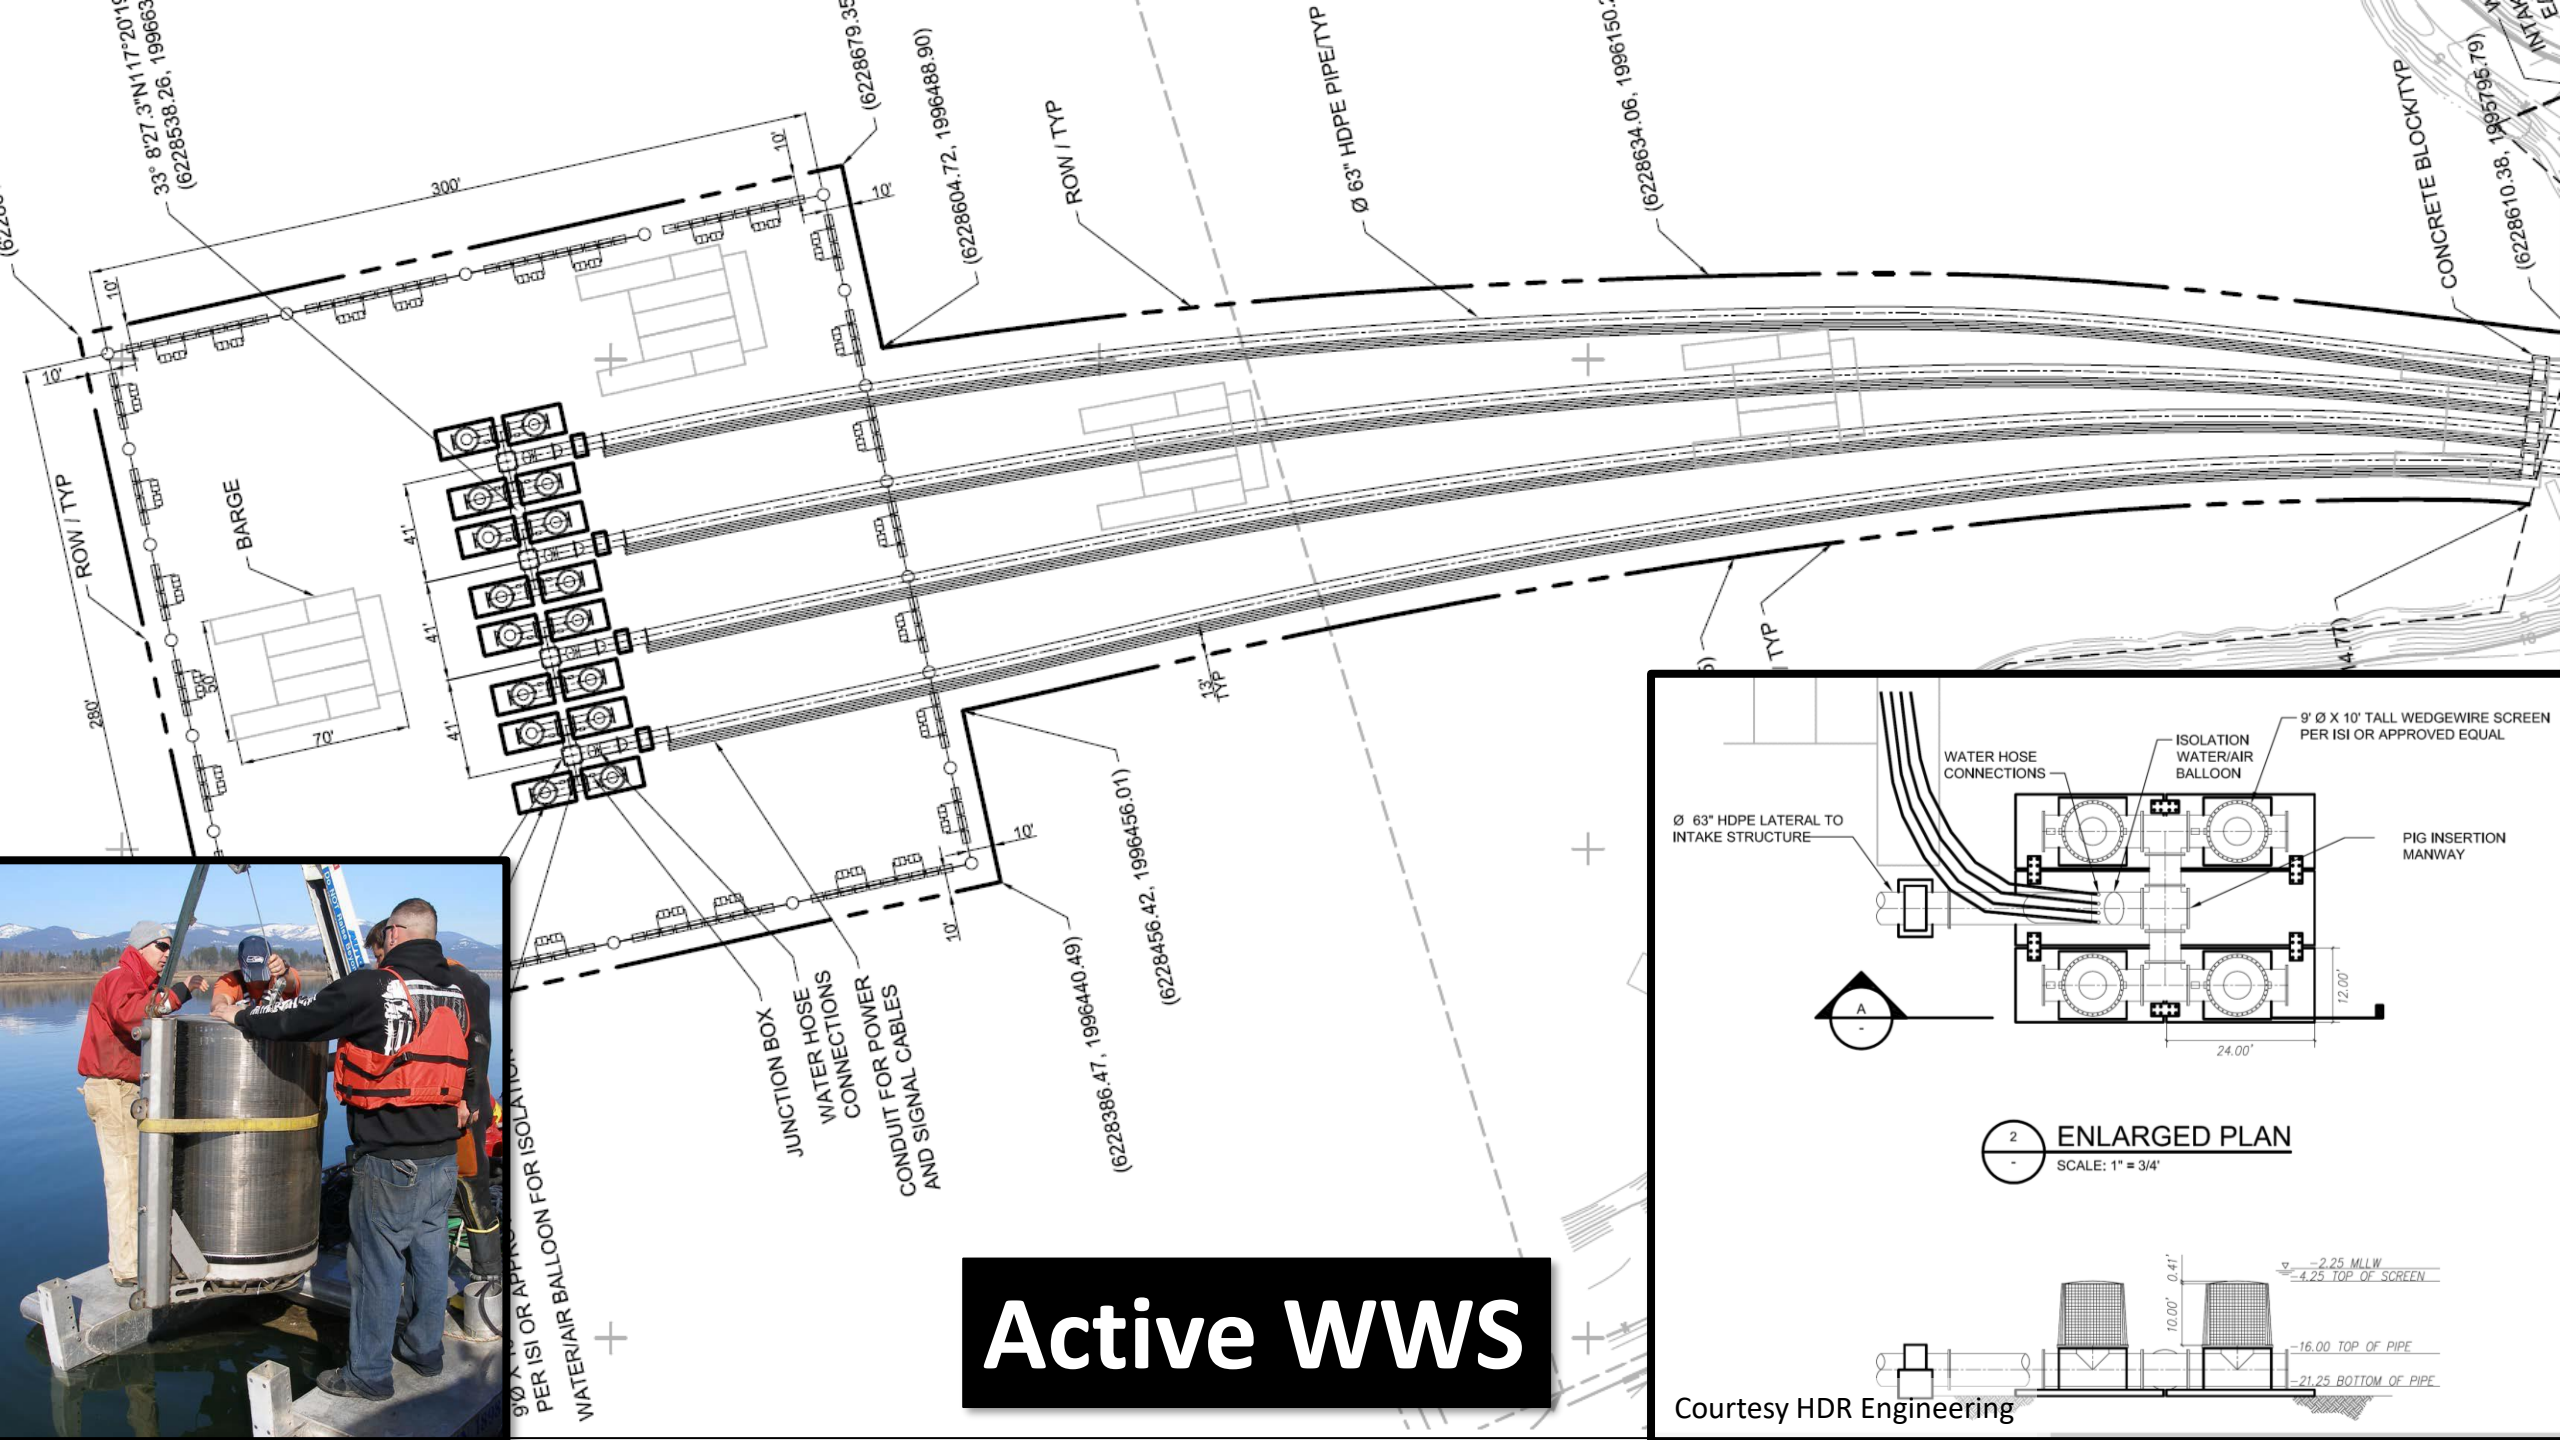 33° 8'27.3"N117°20'19
(6228538.26, 199663
300'
10'
10'
10'
10'
(6228679.35
(6228604.72, 1996488.90)
ROW / TYP
Ø 63" HDPE PIPE/TYP
(6228634.06, 1996150.
CONCRETE BLOCK/TYP
(6228610.38, 1995795.79)
INTAK
ROW / TYP
BARGE
280'
50'
70'
41'
41'
41'
13'
TYP
TYP
4.77)
10'
10'
(6228456.42, 1996456.01)
(6228386.47, 1996440.49)
JUNCTION BOX
WATER HOSE
CONNECTIONS
CONDUIT FOR POWER
AND SIGNAL CABLES
PER ISI OR
WATER/AIR BALLOON FOR ISOLATION
Active WWS
WATER HOSE
CONNECTIONS
ISOLATION
WATER/AIR
BALLOON
9' Ø X 10' TALL WEDGEWIRE SCREEN
PER ISI OR APPROVED EQUAL
Ø 63" HDPE LATERAL TO
INTAKE STRUCTURE
PIG INSERTION
MANWAY
A
-
12.00'
24.00'
2
-
ENLARGED PLAN
SCALE: 1" = 3/4'
0.41'
10.00'
-2.25 MLLW
-4.25 TOP OF SCREEN
-16.00 TOP OF PIPE
-21.25 BOTTOM OF PIPE
Courtesy HDR Engineering